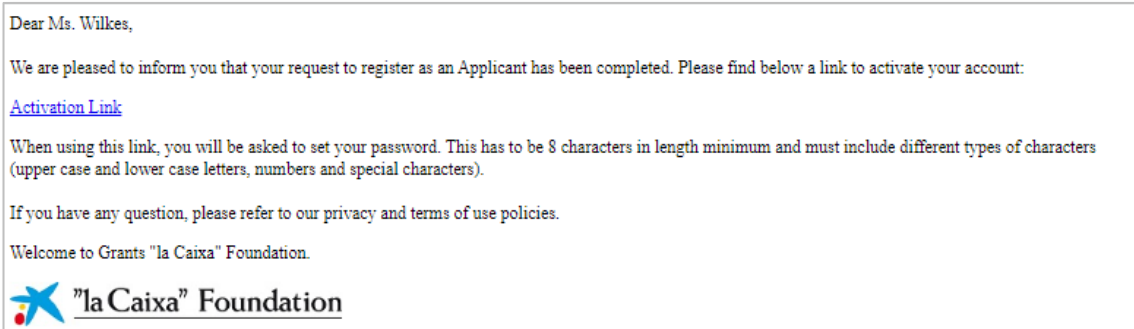 Dear Ms. Wilkes,
We are pleased to inform you that your request to register as an Applicant has been completed. Please find below a link to activate your account:
Activation Link
When using this link, you will be asked to set your password. This has to be 8 characters in length minimum and must include different types of characters
(upper case and lower case letters, numbers and special characters).
If you have any question, please refer to our privacy and terms of use policies.
Welcome to Grants "la Caixa" Foundation.
"la Caixa" Foundation